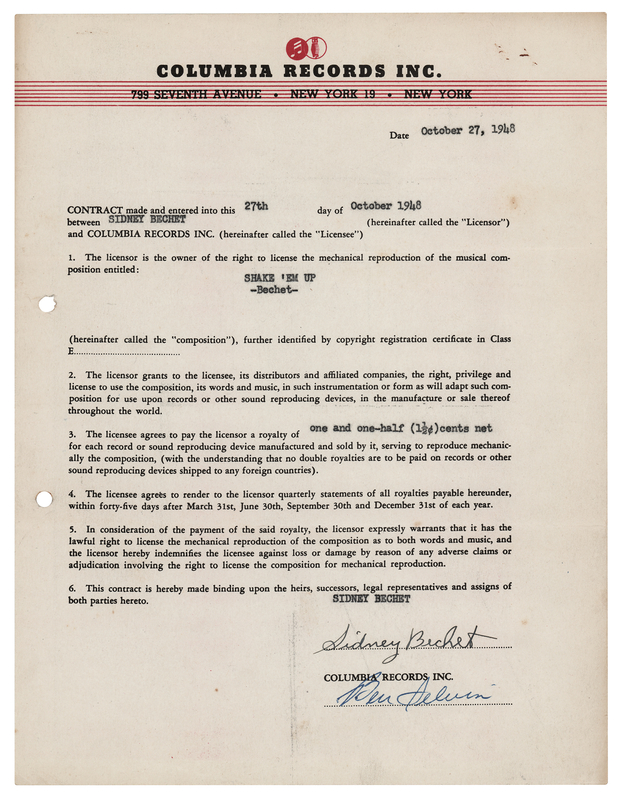 COLUMBIA RECORDS INC.
799 SEVENTH AVENUE • NEW YORK 19 • NEW YORK
Date October 27, 1948
CONTRACT made and entered into this 27th day of October 1948
between SIDNEY BECHET (hereinafter called the "Licensor")
and COLUMBIA RECORDS INC. (hereinafter called the "Licensee")
1. The licensor is the owner of the right to license the mechanical reproduction of the musical com-
position entitled:
SHAKE 'EM UP
-Bechet-
(hereinafter called the "composition"), further identified by copyright registration certificate in Class
E........................................
2. The licensor grants to the licensee, its distributors and affiliated companies, the right, privilege and
license to use the composition, its words and music, in such instrumentation or form as will adapt such com-
position for use upon records or other sound reproducing devices, in the manufacture or sale thereof
throughout the world.
3. The licensee agrees to pay the licensor a royalty of one and one-half (1½¢)cents net
for each record or sound reproducing device manufactured and sold by it, serving to reproduce mechanic-
ally the composition, (with the understanding that no double royalties are to be paid on records or other
sound reproducing devices shipped to any foreign countries).
4. The licensee agrees to render to the licensor quarterly statements of all royalties payable hereunder,
within forty-five days after March 31st, June 30th, September 30th and December 31st of each year.
5. In consideration of the payment of the said royalty, the licensor expressly warrants that it has the
lawful right to license the mechanical reproduction of the composition as to both words and music, and
the licensor hereby indemnifies the licensee against loss or damage by reason of any adverse claims or
adjudication involving the right to license the composition for mechanical reproduction.
6. This contract is hereby made binding upon the heirs, successors, legal representatives and assigns of
both parties hereto.
SIDNEY BECHET
Sidney Bechet
COLUMBIA RECORDS INC.
Ben Selvin